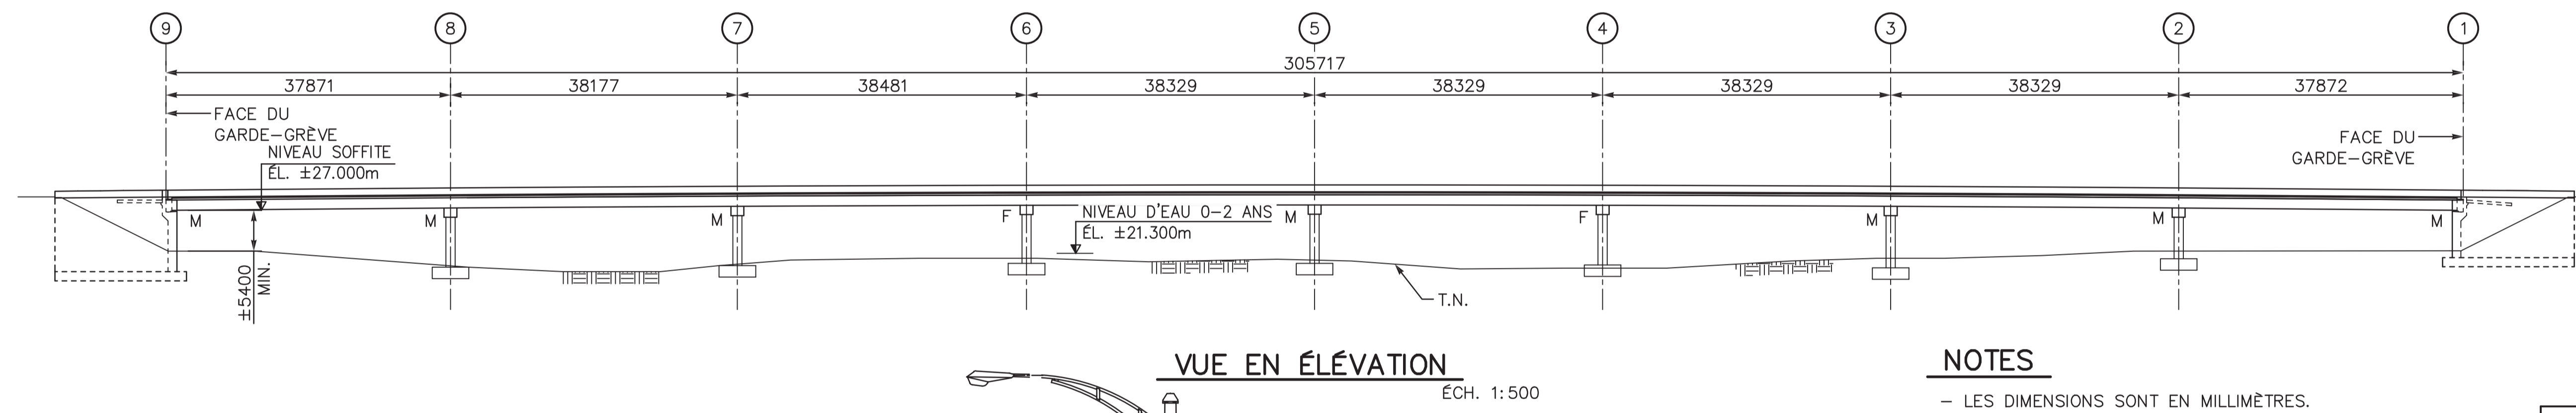 9 8 7 6 5 4 3 2 1
305717
37871 38177 38481 38329 38329 38329 38329 37872
FACE DU
GARDE-GRÈVE
FACE DU
GARDE-GRÈVE
NIVEAU SOFFITE
ÉL. ±27.000m
NIVEAU D'EAU 0-2 ANS
ÉL. ±21.300m
M M M F M F M M M
±5400
MIN.
T.N.
VUE EN ÉLÉVATION
ÉCH. 1:500
NOTES
- LES DIMENSIONS SONT EN MILLIMÈTRES.